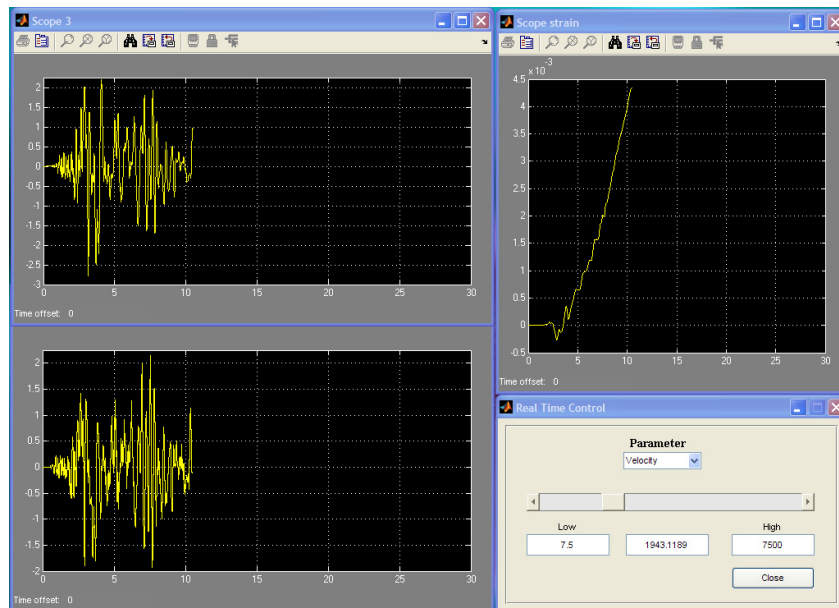 Scope 3
2
1.5
1
0.5
0
-0.5
-1
-1.5
-2
-2.5
-3
0 5 10 15 20 25 30
Time offset: 0
2
1.5
1
0.5
0
-0.5
-1
-1.5
-2
0 5 10 15 20 25 30
Time offset: 0
Scope strain
x 10-3
4.5
4
3.5
3
2.5
2
1.5
1
0.5
0
-0.5
0 5 10 15 20 25 30
Time offset: 0
Real Time Control
Parameter
Velocity
Low High
7.5 1943.1189 7500
Close